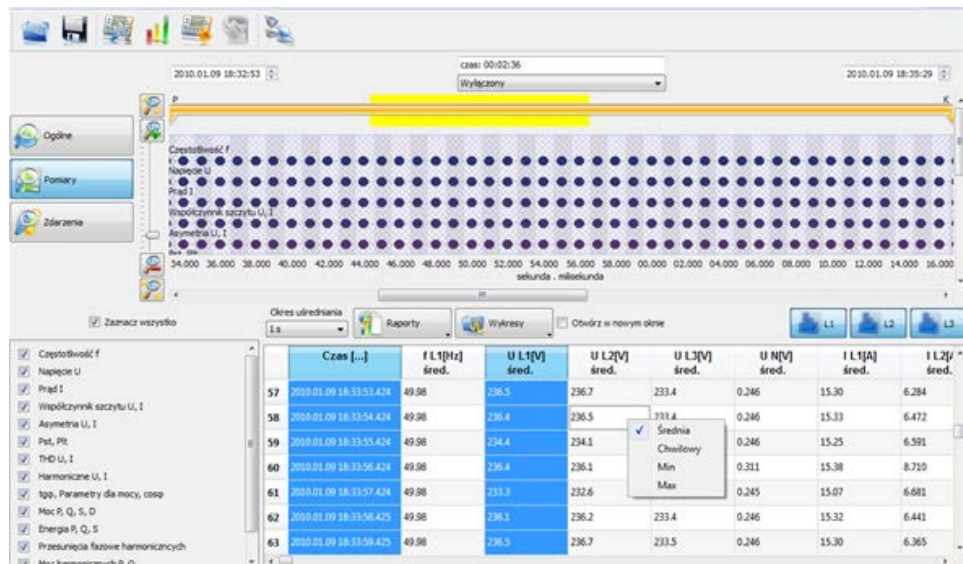 czas: 00:02:36
2010.01.09 18:32:53
Wyłączony
2010.01.09 18:35:29
P
K
Ogólne
Pomiary
Zdarzenia
Częstotliwość f
Napięcie U
Prąd I
Współczynnik szczytu U, I
Asymetria U, I
34.000 36.000 38.000 40.000 42.000 44.000 46.000 48.000 50.000 52.000 54.000 56.000 58.000 00.000 02.000 04.000 06.000 08.000 10.000 12.000 14.000 16.000
sekunda . milisekunda
Zaznacz wszystko
Okres uśredniania
1 s
Raporty
Wykresy
Otwórz w nowym oknie
L1
L2
L3
Częstotliwość f
Napięcie U
Prąd I
Współczynnik szczytu U, I
Asymetria U, I
Pst, Plt
THD U, I
Harmoniczne U, I
tgφ, Parametry dla mocy, cosφ
Moc P, Q, S, D
Energia P, Q, S
Przesunięcia fazowe harmonicznych
Moc harmonicznych P, Q
Czas [...] f L1[Hz] U L1[V] U L2[V] U L3[V] U N[V] I L1[A] I L2[A
śred. śred. śred. śred. śred. śred. śred.
57 2010.01.09 18:33:53.424 49.98 236.5 236.7 233.4 0.246 15.30 6.284
58 2010.01.09 18:33:54.424 49.98 236.4 236.5 233.4 0.246 15.33 6.472
59 2010.01.09 18:33:55.424 49.98 234.4 234.1 0.246 15.25 6.591
60 2010.01.09 18:33:56.424 49.98 236.4 236.1 0.311 15.38 8.710
61 2010.01.09 18:33:57.424 49.98 233.3 232.6 0.245 15.07 6.681
62 2010.01.09 18:33:58.425 49.98 236.1 236.2 233.4 0.246 15.32 6.441
63 2010.01.09 18:33:59.425 49.98 236.5 236.7 233.5 0.246 15.30 6.365
Średnia
Chwilowy
Min
Max